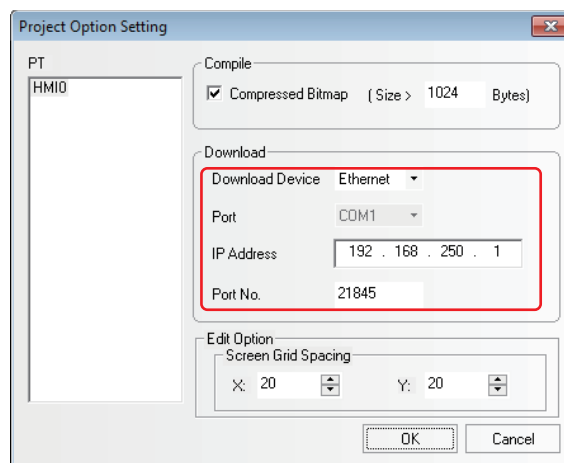 Project Option Setting
PT
HMI0
Compile
Compressed Bitmap ( Size > 1024 Bytes)
Download
Download Device Ethernet
Port COM1
IP Address 192 . 168 . 250 . 1
Port No. 21845
Edit Option
Screen Grid Spacing
X: 20 Y: 20
OK Cancel